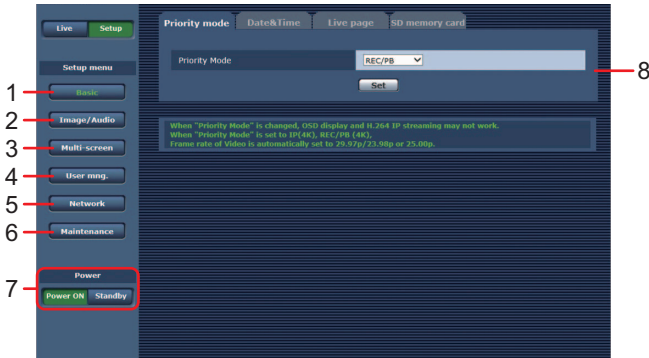 Live Setup
Priority mode Date&Time Live page SD memory card
Setup menu
Priority Mode REC/PB
Set
1 Basic
2 Image/Audio
3 Multi-screen
4 User mng.
5 Network
6 Maintenance
7 Power
Power ON Standby
8
When "Priority Mode" is changed, OSD display and H.264 IP streaming may not work.
When "Priority Mode" is set to IP(4K), REC/PB (4K),
Frame rate of Video is automatically set to 29.97p/23.98p or 25.00p.